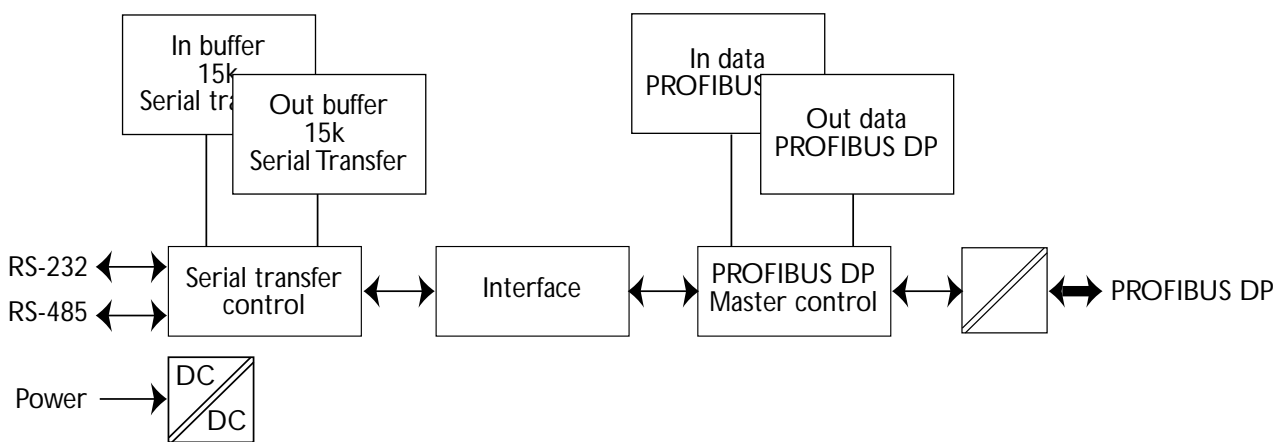 In buffer
15k
Serial tra
Out buffer
15k
Serial Transfer
In data
PROFIBUS
Out data
PROFIBUS DP
RS-232
RS-485
Serial transfer
control
Interface
PROFIBUS DP
Master control
PROFIBUS DP
Power
DC
DC